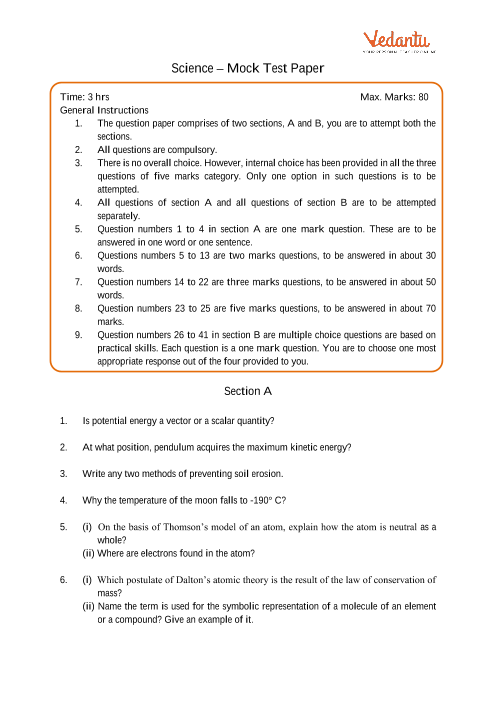 Vedantu
Science – Mock Test Paper
Time: 3 hrs Max. Marks: 80
General Instructions
1. The question paper comprises of two sections, A and B, you are to attempt both the
sections.
2. All questions are compulsory.
3. There is no overall choice. However, internal choice has been provided in all the three
questions of five marks category. Only one option in such questions is to be
attempted.
4. All questions of section A and all questions of section B are to be attempted
separately.
5. Question numbers 1 to 4 in section A are one mark question. These are to be
answered in one word or one sentence.
6. Questions numbers 5 to 13 are two marks questions, to be answered in about 30
words.
7. Question numbers 14 to 22 are three marks questions, to be answered in about 50
words.
8. Question numbers 23 to 25 are five marks questions, to be answered in about 70
marks.
9. Question numbers 26 to 41 in section B are multiple choice questions are based on
practical skills. Each question is a one mark question. You are to choose one most
appropriate response out of the four provided to you.
Section A
1. Is potential energy a vector or a scalar quantity?
2. At what position, pendulum acquires the maximum kinetic energy?
3. Write any two methods of preventing soil erosion.
4. Why the temperature of the moon falls to -190° C?
5. (i) On the basis of Thomson's model of an atom, explain how the atom is neutral as a
whole?
(ii) Where are electrons found in the atom?
6. (i) Which postulate of Dalton's atomic theory is the result of the law of conservation of
mass?
(ii) Name the term is used for the symbolic representation of a molecule of an element
or a compound? Give an example of it.